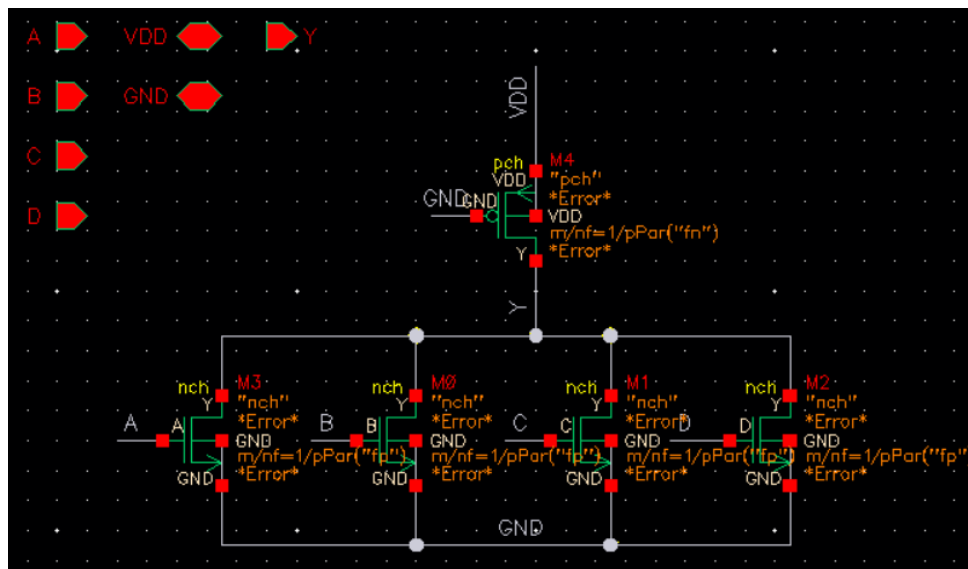 A
VDD
Y
B
GND
C
D
VDD
pch
M4
VDD
"pch"
*Error*
GND
GND
VDD
m/nf=1/pPar("fn")
*Error*
Y
Y
nch
M3
Y
"nch"
*Error*
A
A
GND
m/nf=1/pPar("fp")
*Error*
GND
nch
M0
Y
"nch"
*Error*
B
B
GND
m/nf=1/pPar("fp")
*Error*
GND
nch
M1
Y
"nch"
*Error*
C
C
GND
m/nf=1/pPar("fp")
*Error*
GND
nch
M2
Y
"nch"
*Error*
D
D
GND
m/nf=1/pPar("fp"
*Error*
GND
GND